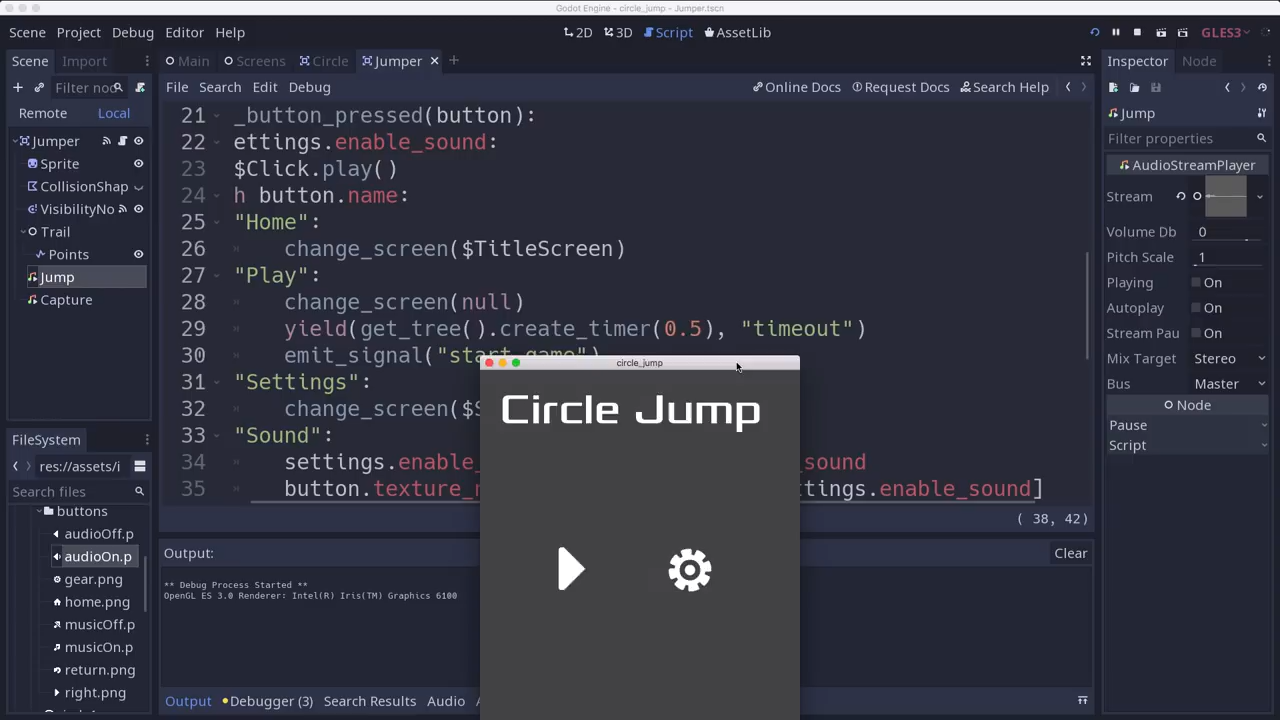 Godot Engine - circle_jump - Jumper.tscn
Scene Project Debug Editor Help
2D 3D Script AssetLib
GLES3
Scene Import
Main Screens Circle Jumper
Inspector Node
Filter no
File Search Edit Debug
Online Docs Request Docs Search Help
Remote Local
Jumper
Sprite
CollisionShap
VisibilityNo
Trail
Points
Jump
Capture
21 _button_pressed(button):
22 ettings.enable_sound:
23 $Click.play()
24 h button.name:
25 "Home":
26 change_screen($TitleScreen)
27 "Play":
28 change_screen(null)
29 yield(get_tree().create_timer(0.5), "timeout")
30 emit_signal("start_game")
31 "Settings":
32 change_screen($S
33 "Sound":
34 settings.enable_ sound
35 button.texture_n ttings.enable_sound]
( 38, 42)
circle_jump
Circle Jump
Output:
Clear
** Debug Process Started **
OpenGL ES 3.0 Renderer: Intel(R) Iris(TM) Graphics 6100
Output Debugger (3) Search Results Audio
FileSystem
res://assets/i
Search files
buttons
audioOff.p
audioOn.p
gear.png
home.png
musicOff.p
musicOn.p
return.png
right.png
Jump
Filter properties
AudioStreamPlayer
Stream
Volume Db 0
Pitch Scale 1
Playing On
Autoplay On
Stream Pau On
Mix Target Stereo
Bus Master
Node
Pause
Script